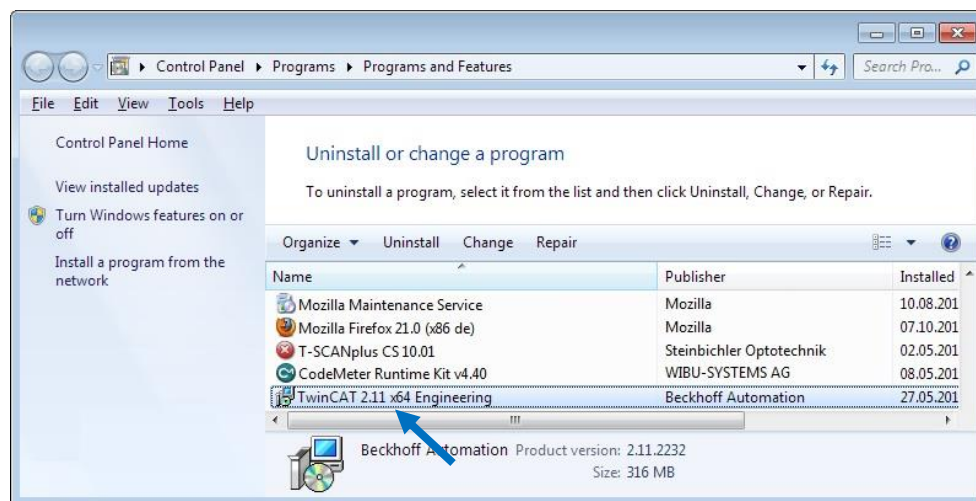 Control Panel Programs Programs and Features Search Pro...
File Edit View Tools Help
Control Panel Home
View installed updates
Turn Windows features on or
off
Install a program from the
network
Uninstall or change a program
To uninstall a program, select it from the list and then click Uninstall, Change, or Repair.
Organize Uninstall Change Repair
Name Publisher Installed
Mozilla Maintenance Service Mozilla 10.08.201
Mozilla Firefox 21.0 (x86 de) Mozilla 07.10.201
T-SCANplus CS 10.01 Steinbichler Optotechnik 02.05.201
CodeMeter Runtime Kit v4.40 WIBU-SYSTEMS AG 08.05.201
TwinCAT 2.11 x64 Engineering Beckhoff Automation 27.05.201
Beckhoff Automation Product version: 2.11.2232
Size: 316 MB